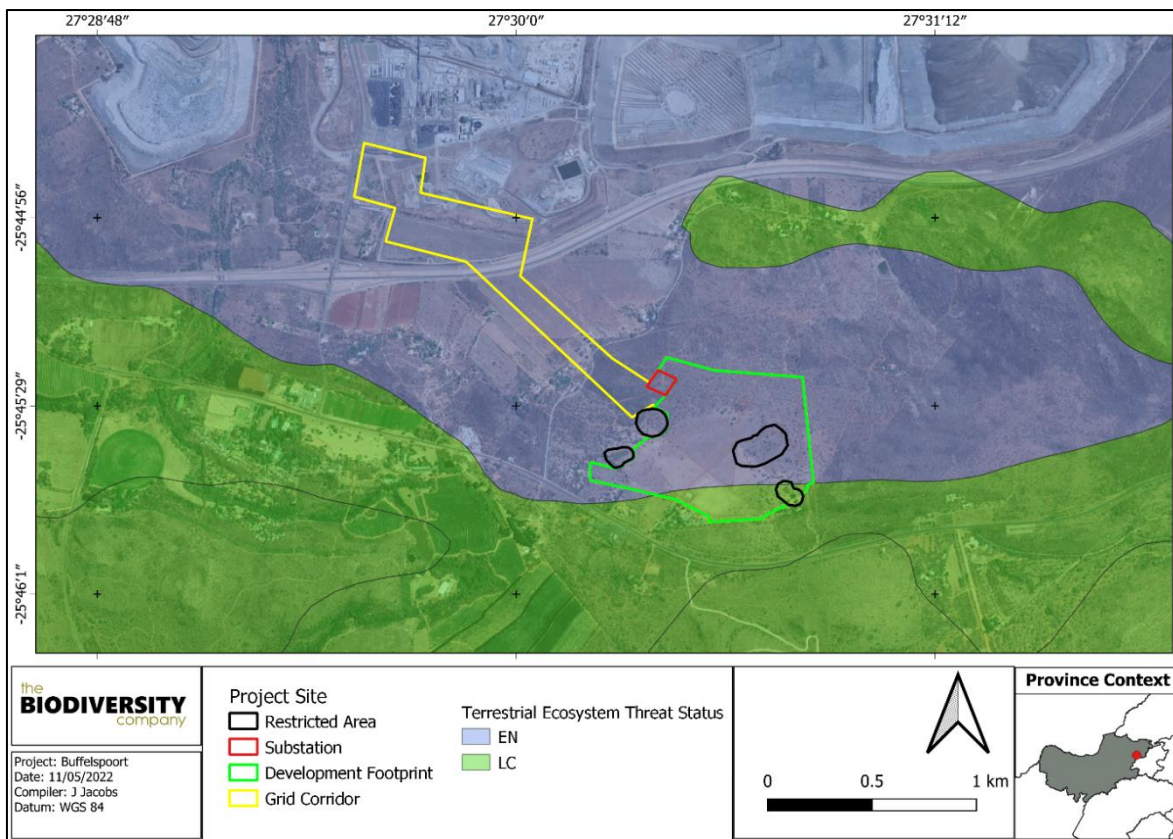 27°28′48″ 27°30′0″ 27°31′12″
-25°44′56″
-25°45′29″
-25°46′1″
the
BIODIVERSITY
company
Project: Buffelspoort
Date: 11/05/2022
Compiler: J Jacobs
Datum: WGS 84
Project Site
Restricted Area
Substation
Development Footprint
Grid Corridor
Terrestrial Ecosystem Threat Status
EN
LC
0 0.5 1 km
Province Context